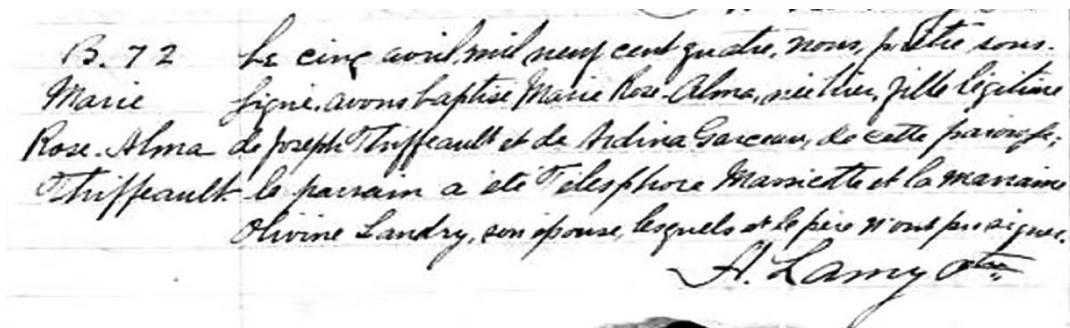 B. 72 Le cinq avril mil neuf cent quatre, nous, prêtre sous-
Marie signé, avons baptisé Marie Rose-Alma, née hier, fille légitime
Rose-Alma de Joseph Thiffeault et de Ardina Garceau, de cette paroisse;
Thiffeault le parrain a été Télesphore Marcotte et la marraine
Olivine Landry, son épouse, lesquels et le père n'ont pu signer.
A. Lamy Ptre